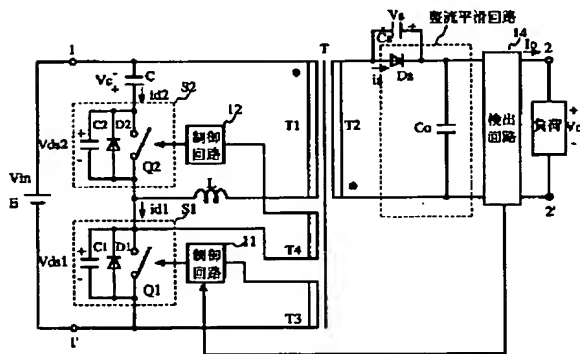 整流平滑回路
Vs
Cs
14
Io
1
T
2
Vc
C
id2
S2
is
Ds
C2
D2
12
T1
T2
Co
検出
回路
負荷
Vo
Vds2
制御
回路
Q2
Vin
E
L
id1
S1
2'
C1
D1
11
T4
Vds1
制御
回路
Q1
T3
1'